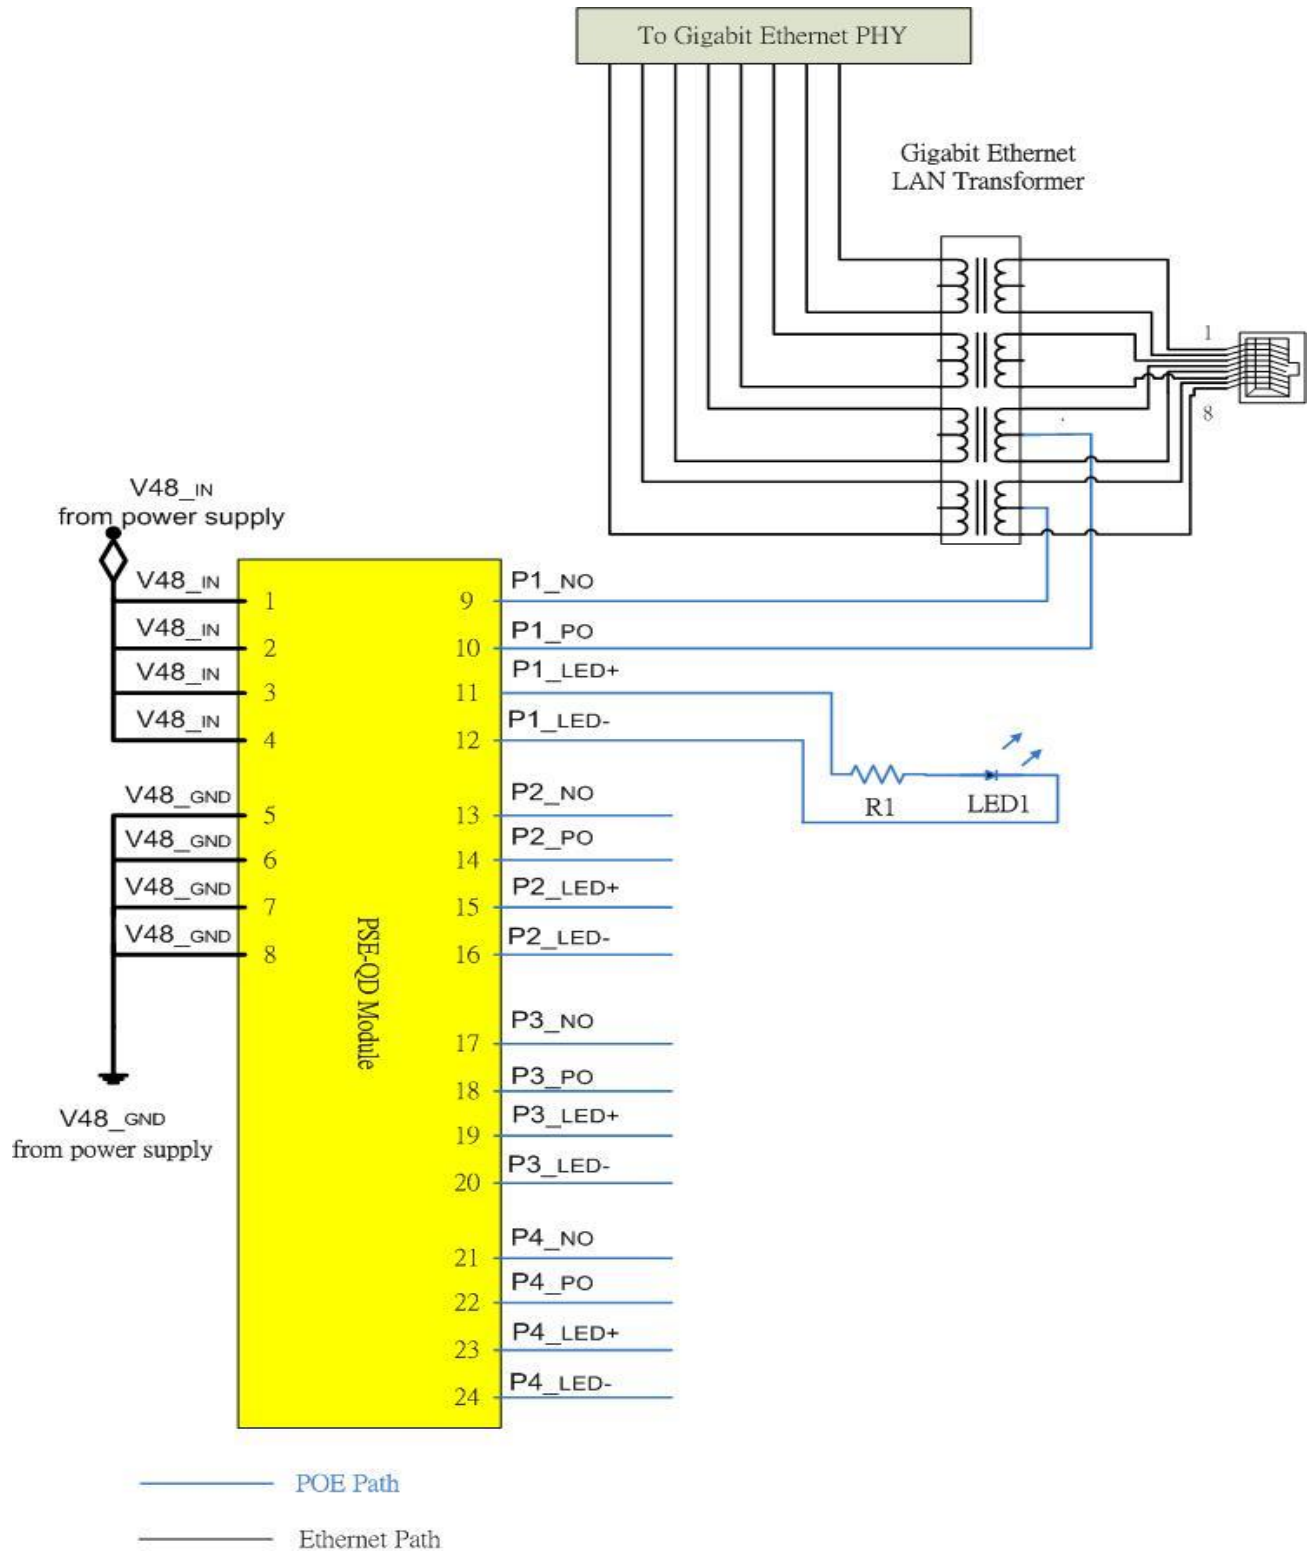 To Gigabit Ethernet PHY
Gigabit Ethernet
LAN Transformer
1
8
V48_IN
from power supply
V48_IN
1
V48_IN
2
V48_IN
3
V48_IN
4
V48_GND
5
V48_GND
6
V48_GND
7
V48_GND
8
V48_GND
from power supply
PSE-QD Module
9
P1_NO
10
P1_PO
11
P1_LED+
12
P1_LED-
R1
LED1
13
P2_NO
14
P2_PO
15
P2_LED+
16
P2_LED-
17
P3_NO
18
P3_PO
19
P3_LED+
20
P3_LED-
21
P4_NO
22
P4_PO
23
P4_LED+
24
P4_LED-
POE Path
Ethernet Path